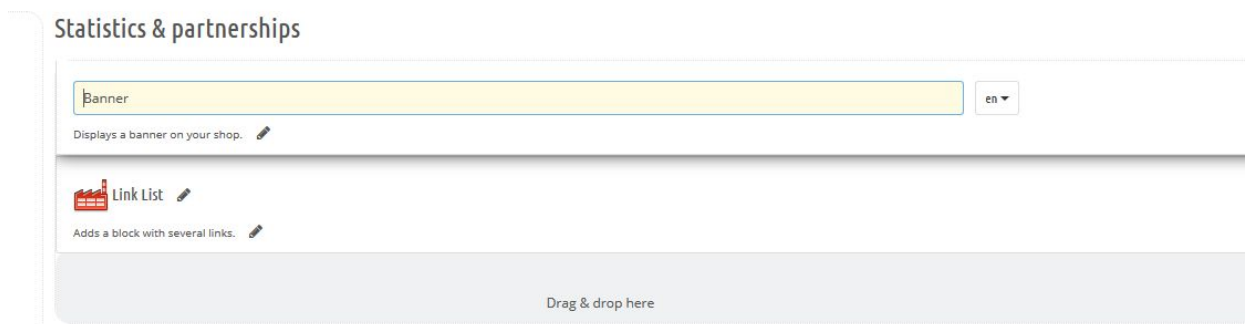 Statistics & partnerships
Banner
en
Displays a banner on your shop.
Link List
Adds a block with several links.
Drag & drop here